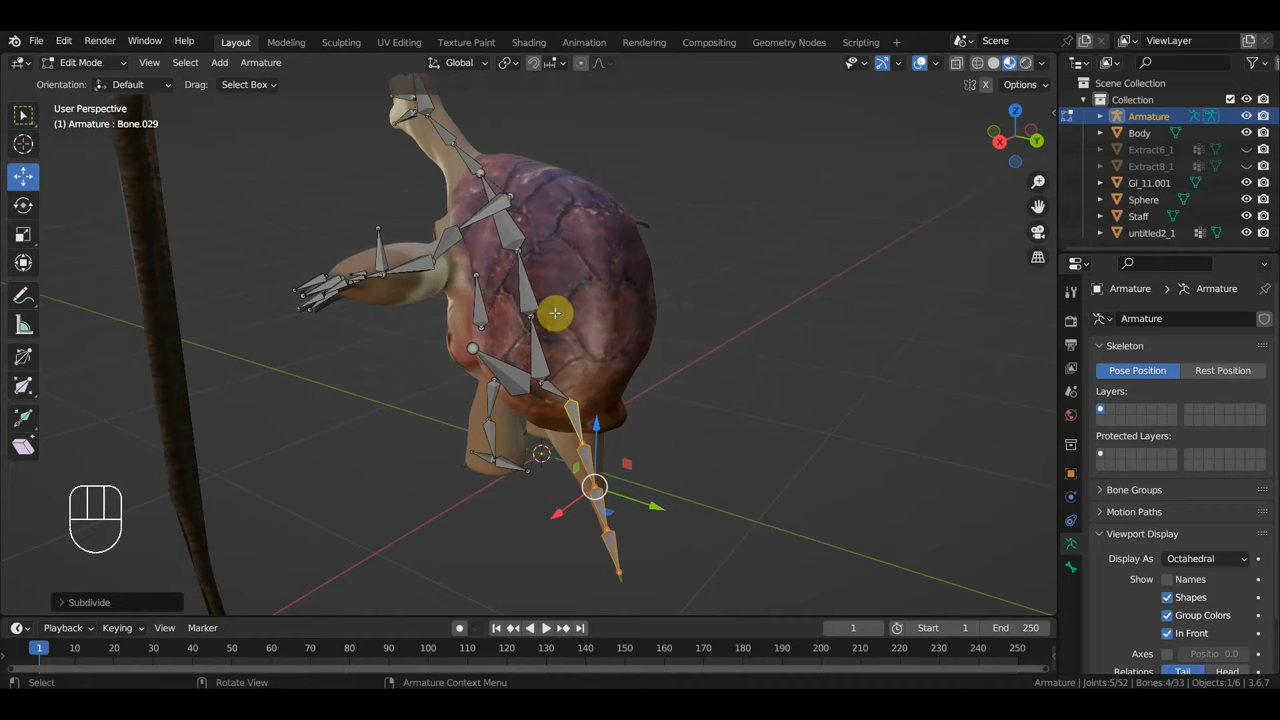 File Edit Render Window Help Layout Modeling Sculpting UV Editing Texture Paint Shading Animation Rendering Compositing Geometry Nodes Scripting + Scene ViewLayer
Edit Mode View Select Add Armature Global Options
Orientation: Default Drag: Select Box X
User Perspective
(1) Armature : Bone.029
Z
X
Y
Scene Collection
Collection
Armature
Body
Extract6_1
Extract8_1
Gl_11.001
Sphere
Staff
untitled2_1
Armature > Armature
Armature
Skeleton
Pose Position Rest Position
Layers:
Protected Layers:
Bone Groups
Motion Paths
Viewport Display
Display As Octahedral
Show Names
Shapes
Group Colors
In Front
Axes Positio 0.0
Relations Tail Head
> Subdivide
Playback Keying View Marker 1 Start 1 End 250
1 10 20 30 40 50 60 70 80 90 100 110 120 130 140 150 160 170 180 190 200 210 220 230 240 250
Select Rotate View Armature Context Menu Armature | Joints:5/52 | Bones:4/33 | Objects:1/6 | 3.6.7